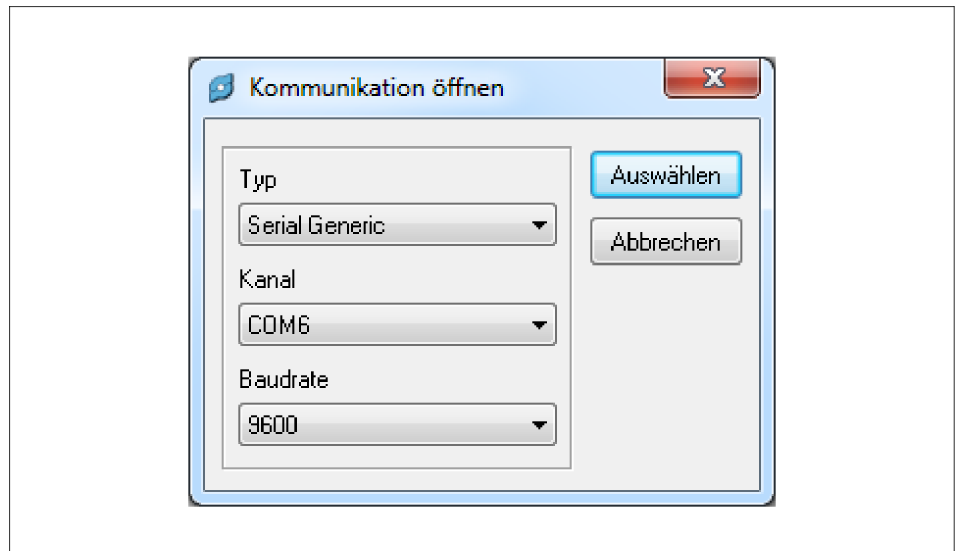 Kommunikation öffnen
Typ
Serial Generic
Kanal
COM6
Baudrate
9600
Auswählen
Abbrechen